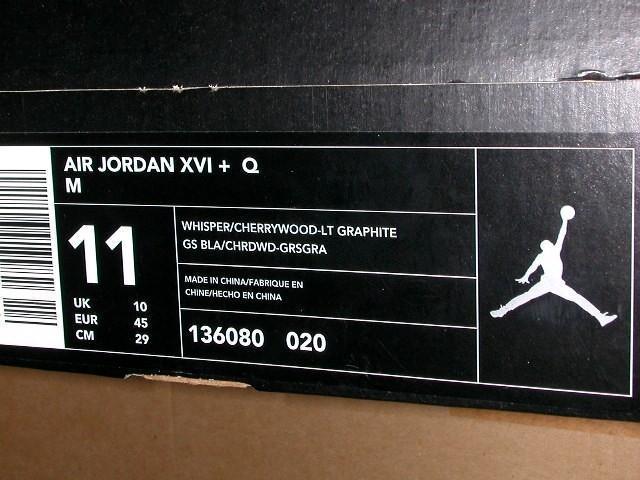 AIR JORDAN XVI + Q
M
11
UK 10
EUR 45
CM 29
WHISPER/CHERRYWOOD-LT GRAPHITE
GS BLA/CHRDWD-GRSGRA
MADE IN CHINA/FABRIQUE EN
CHINE/HECHO EN CHINA
136080 020